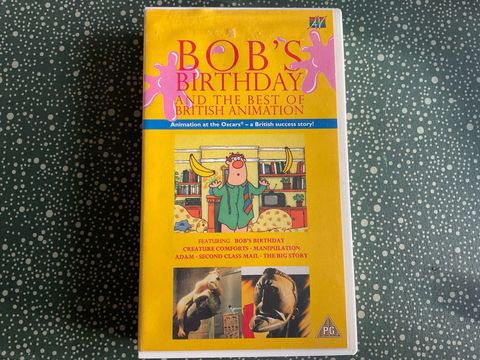 BOB'S
BIRTHDAY
AND THE BEST OF
BRITISH ANIMATION
Animation at the Oscars® – a British success story!
FEATURING BOB'S BIRTHDAY
CREATURE COMFORTS · MANIPULATION
ADAM · SECOND CLASS MAIL · THE BIG STORY
PG